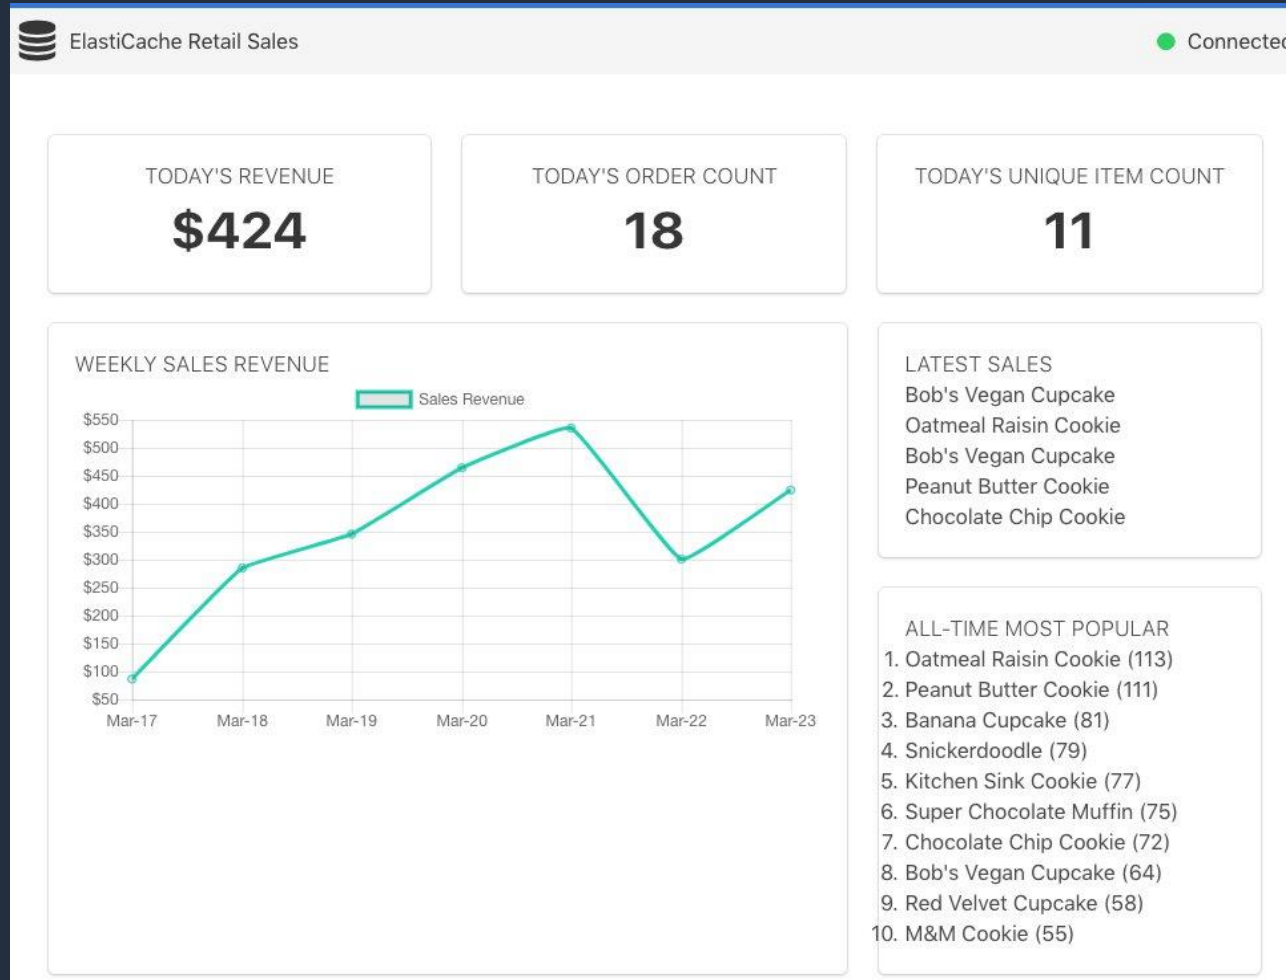 ElastiCache Retail Sales
Connected
TODAY'S REVENUE
$424
TODAY'S ORDER COUNT
18
TODAY'S UNIQUE ITEM COUNT
11
WEEKLY SALES REVENUE
Sales Revenue
$550
$500
$450
$400
$350
$300
$250
$200
$150
$100
$50
Mar-17 Mar-18 Mar-19 Mar-20 Mar-21 Mar-22 Mar-23
LATEST SALES
Bob's Vegan Cupcake
Oatmeal Raisin Cookie
Bob's Vegan Cupcake
Peanut Butter Cookie
Chocolate Chip Cookie
ALL-TIME MOST POPULAR
1. Oatmeal Raisin Cookie (113)
2. Peanut Butter Cookie (111)
3. Banana Cupcake (81)
4. Snickerdoodle (79)
5. Kitchen Sink Cookie (77)
6. Super Chocolate Muffin (75)
7. Chocolate Chip Cookie (72)
8. Bob's Vegan Cupcake (64)
9. Red Velvet Cupcake (58)
10. M&M Cookie (55)